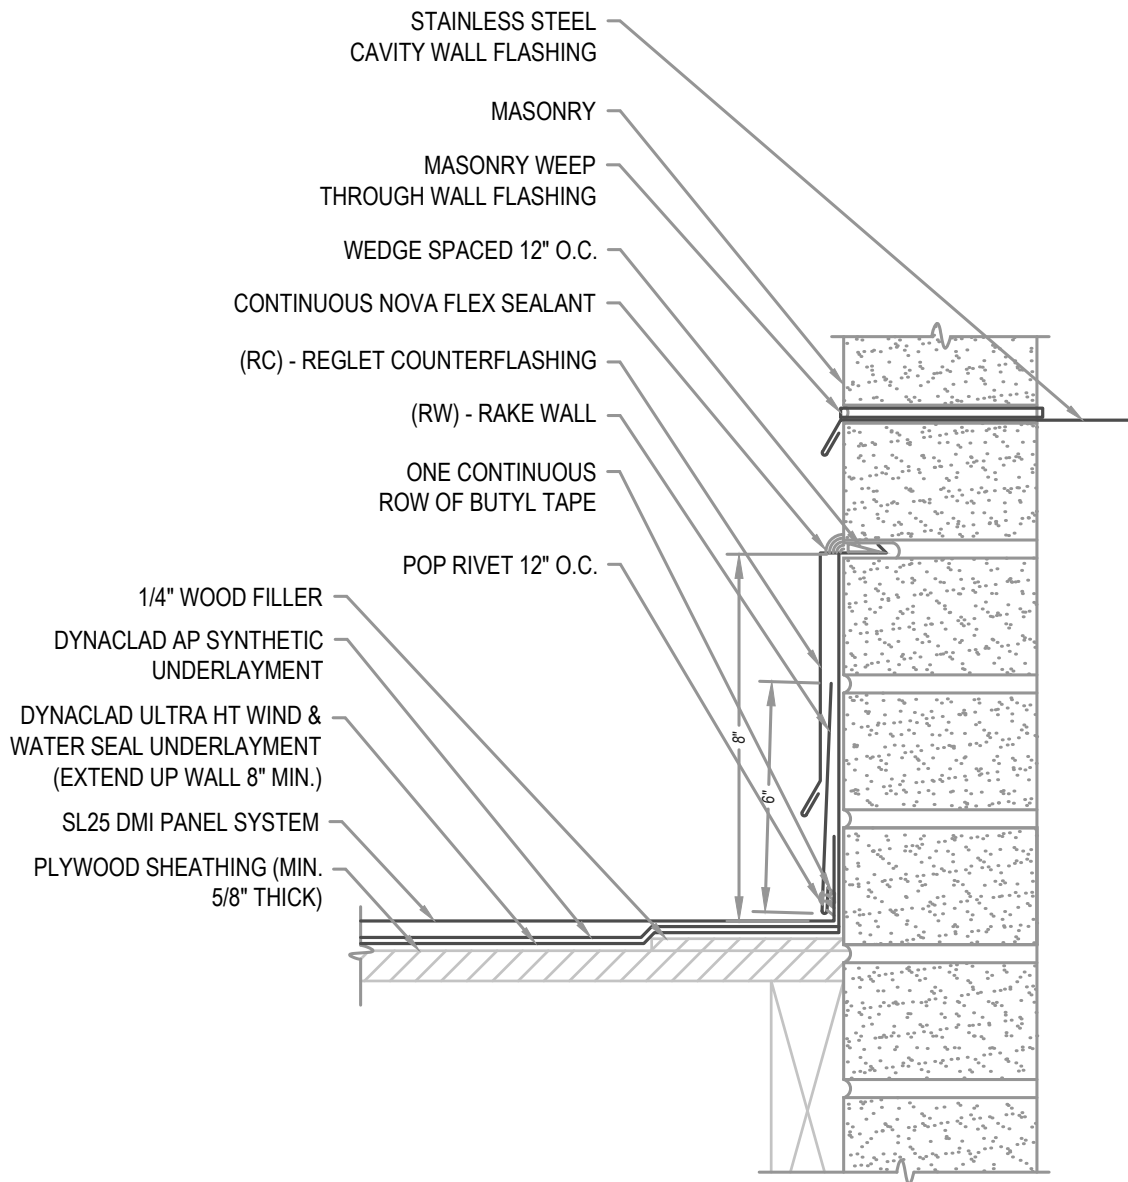 STAINLESS STEEL
CAVITY WALL FLASHING
MASONRY
MASONRY WEEP
THROUGH WALL FLASHING
WEDGE SPACED 12" O.C.
CONTINUOUS NOVA FLEX SEALANT
(RC) - REGLET COUNTERFLASHING
(RW) - RAKE WALL
ONE CONTINUOUS
ROW OF BUTYL TAPE
POP RIVET 12" O.C.
1/4" WOOD FILLER
DYNACLAD AP SYNTHETIC
UNDERLAYMENT
DYNACLAD ULTRA HT WIND &
WATER SEAL UNDERLAYMENT
(EXTEND UP WALL 8" MIN.)
SL25 DMI PANEL SYSTEM
PLYWOOD SHEATHING (MIN.
5/8" THICK)
8"
6"